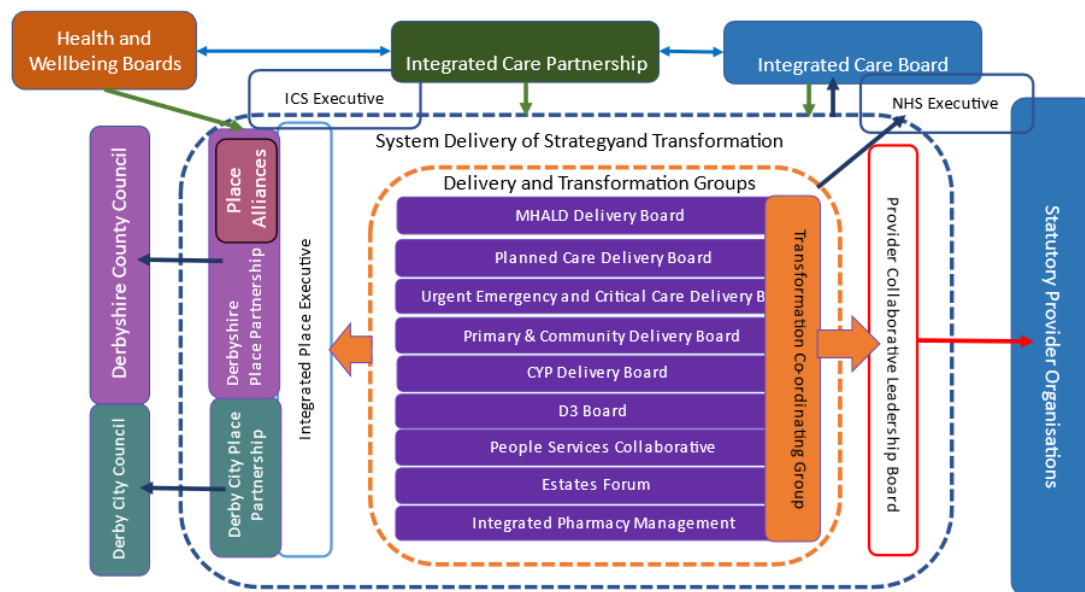 Health and
Wellbeing Boards
Integrated Care Partnership
Integrated Care Board
ICS Executive
NHS Executive
System Delivery of Strategyand Transformation
Delivery and Transformation Groups
Derbyshire County Council
Derby City Council
Place
Alliances
Derbyshire
Place Partnership
Derby City Place
Partnership
Integrated Place Executive
MHALD Delivery Board
Planned Care Delivery Board
Urgent Emergency and Critical Care Delivery B
Primary & Community Delivery Board
CYP Delivery Board
D3 Board
People Services Collaborative
Estates Forum
Integrated Pharmacy Management
Transformation Co-ordinating Group
Provider Collaborative Leadership Board
Statutory Provider Organisations